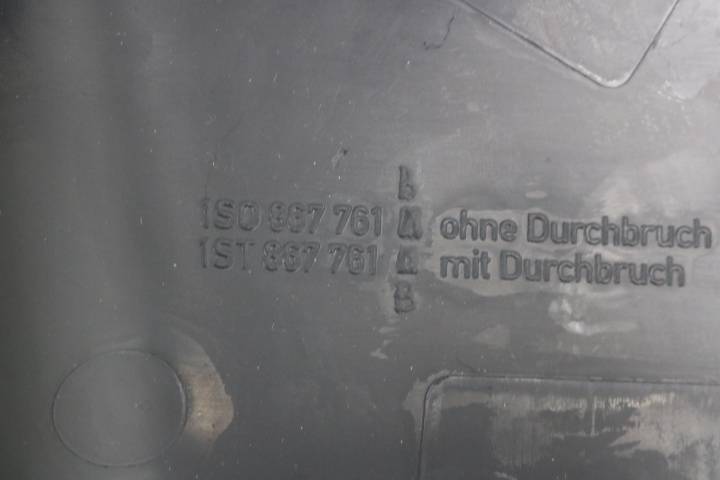 1S0 867 761 A ohne Durchbruch
1ST 867 761 A mit Durchbruch
B